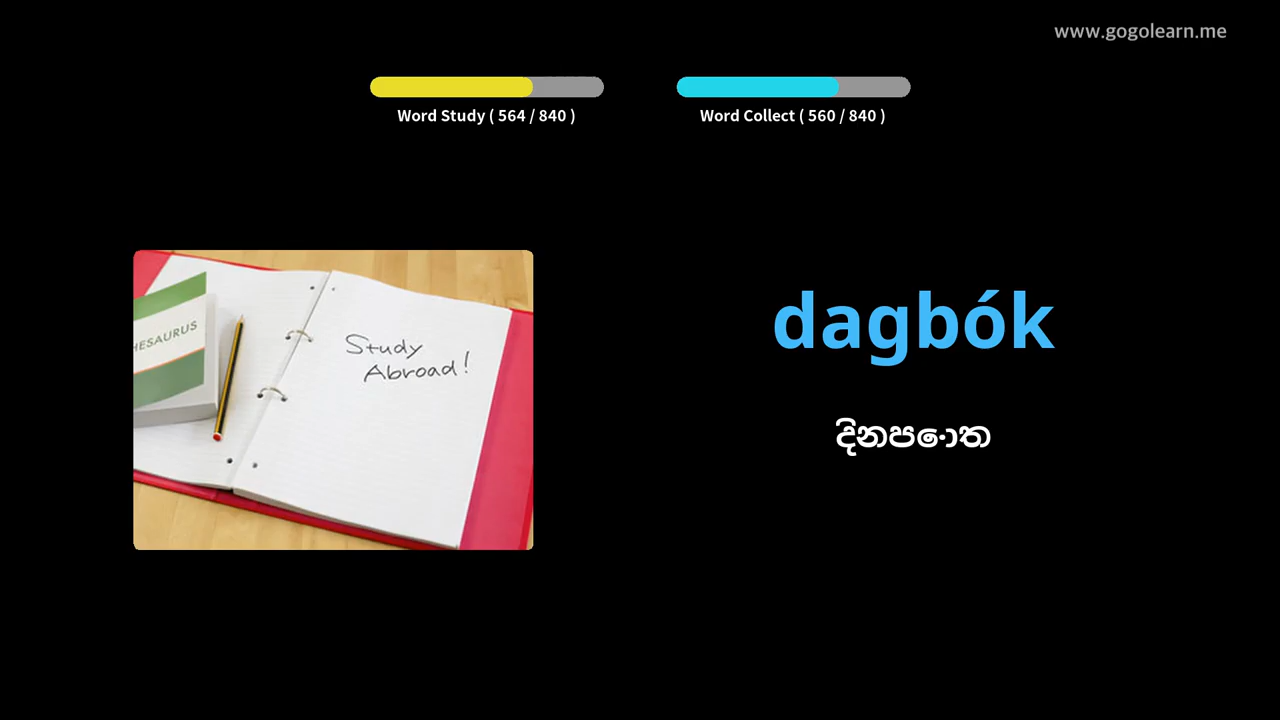 www.gogolearn.me
Word Study ( 564 / 840 )
Word Collect ( 560 / 840 )
HESAURUS
Study
Abroad!
dagbók
දිනපොත